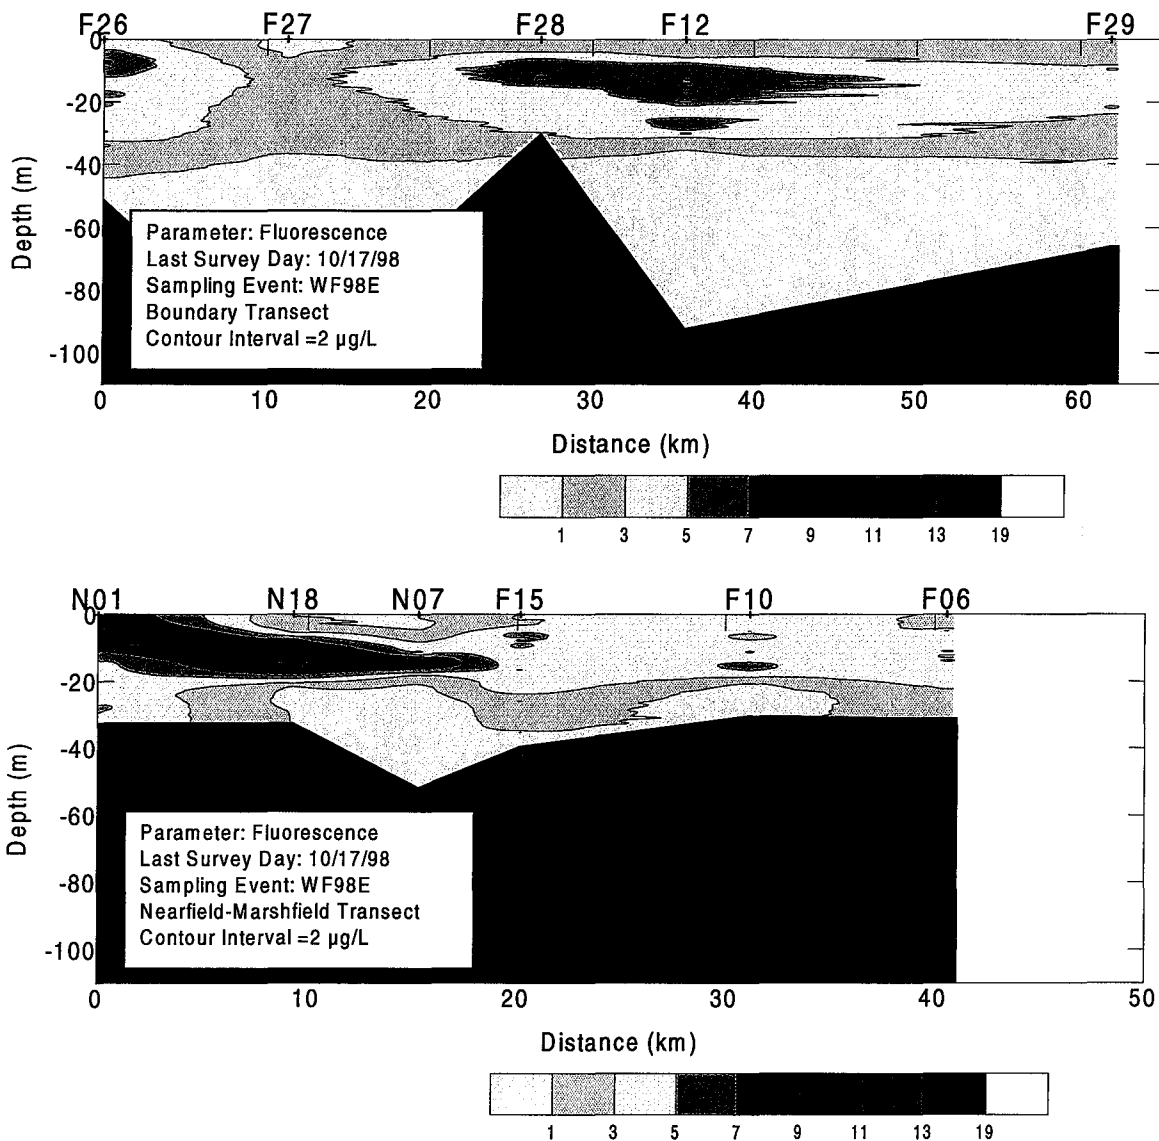 F26 F27 F28 F12 F29
0
-20
-40
-60
-80
-100
Depth (m)
Parameter: Fluorescence
Last Survey Day: 10/17/98
Sampling Event: WF98E
Boundary Transect
Contour Interval =2 µg/L
0 10 20 30 40 50 60
Distance (km)
1 3 5 7 9 11 13 19
N01 N18 N07 F15 F10 F06
0
-20
-40
-60
-80
-100
Depth (m)
Parameter: Fluorescence
Last Survey Day: 10/17/98
Sampling Event: WF98E
Nearfield-Marshfield Transect
Contour Interval =2 µg/L
0 10 20 30 40 50
Distance (km)
1 3 5 7 9 11 13 19